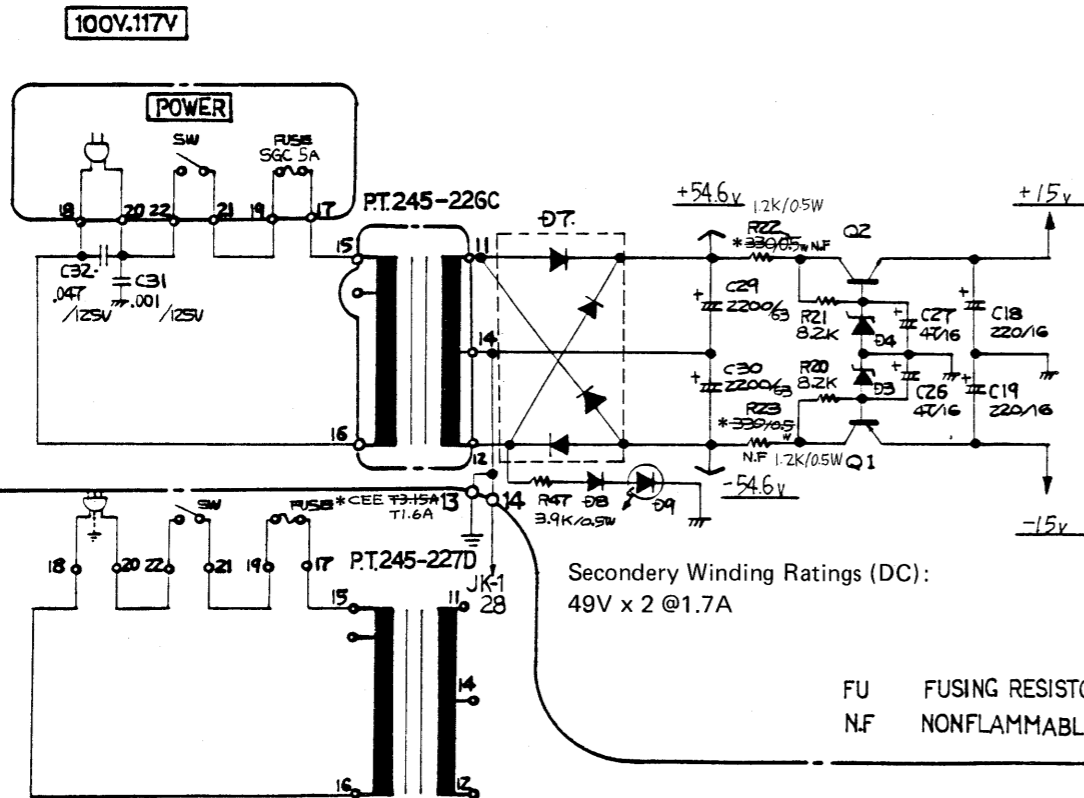 100V.117V
POWER
SW
FUSE
SGC 5A
18
20
22
21
19
17
P.T.245-226C
C32
.047
/125V
C31
.001
/125V
15
16
11
14
12
D7
+54.6v
1.2K/0.5W
R22
*330/0.5w N.F
Q2
+15v
C29
2200/63
R21
8.2K
D4
C27
47/16
C18
220/16
C30
2200/63
R20
8.2K
D3
C26
47/16
C19
220/16
R23
*330/0.5w
N.F 1.2K/0.5W
Q1
-54.6v
-15v
R47
3.9K/0.5W
D8
D9
*CEE T3.15A
T1.6A
13
14
SW
FUSE
18
20
22
21
19
17
P.T.245-227D
JK-1
28
15
16
11
14
12
Secondery Winding Ratings (DC):
49V x 2 @1.7A
FU FUSING RESISTO
N.F NONFLAMMABL